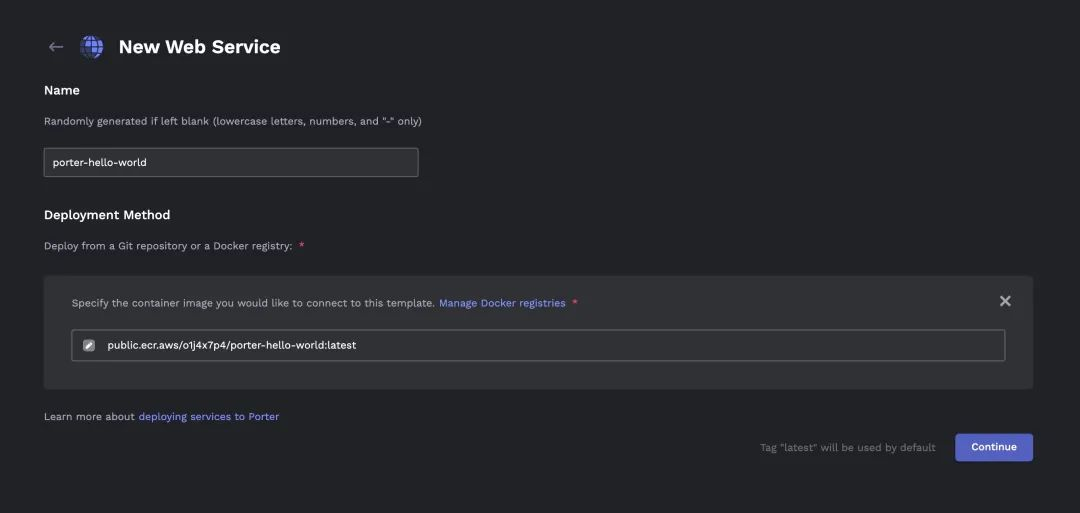 New Web Service
Name
Randomly generated if left blank (lowercase letters, numbers, and "-" only)
porter-hello-world
Deployment Method
Deploy from a Git repository or a Docker registry: *
Specify the container image you would like to connect to this template. Manage Docker registries *
public.ecr.aws/o1j4x7p4/porter-hello-world:latest
Learn more about deploying services to Porter
Tag "latest" will be used by default
Continue